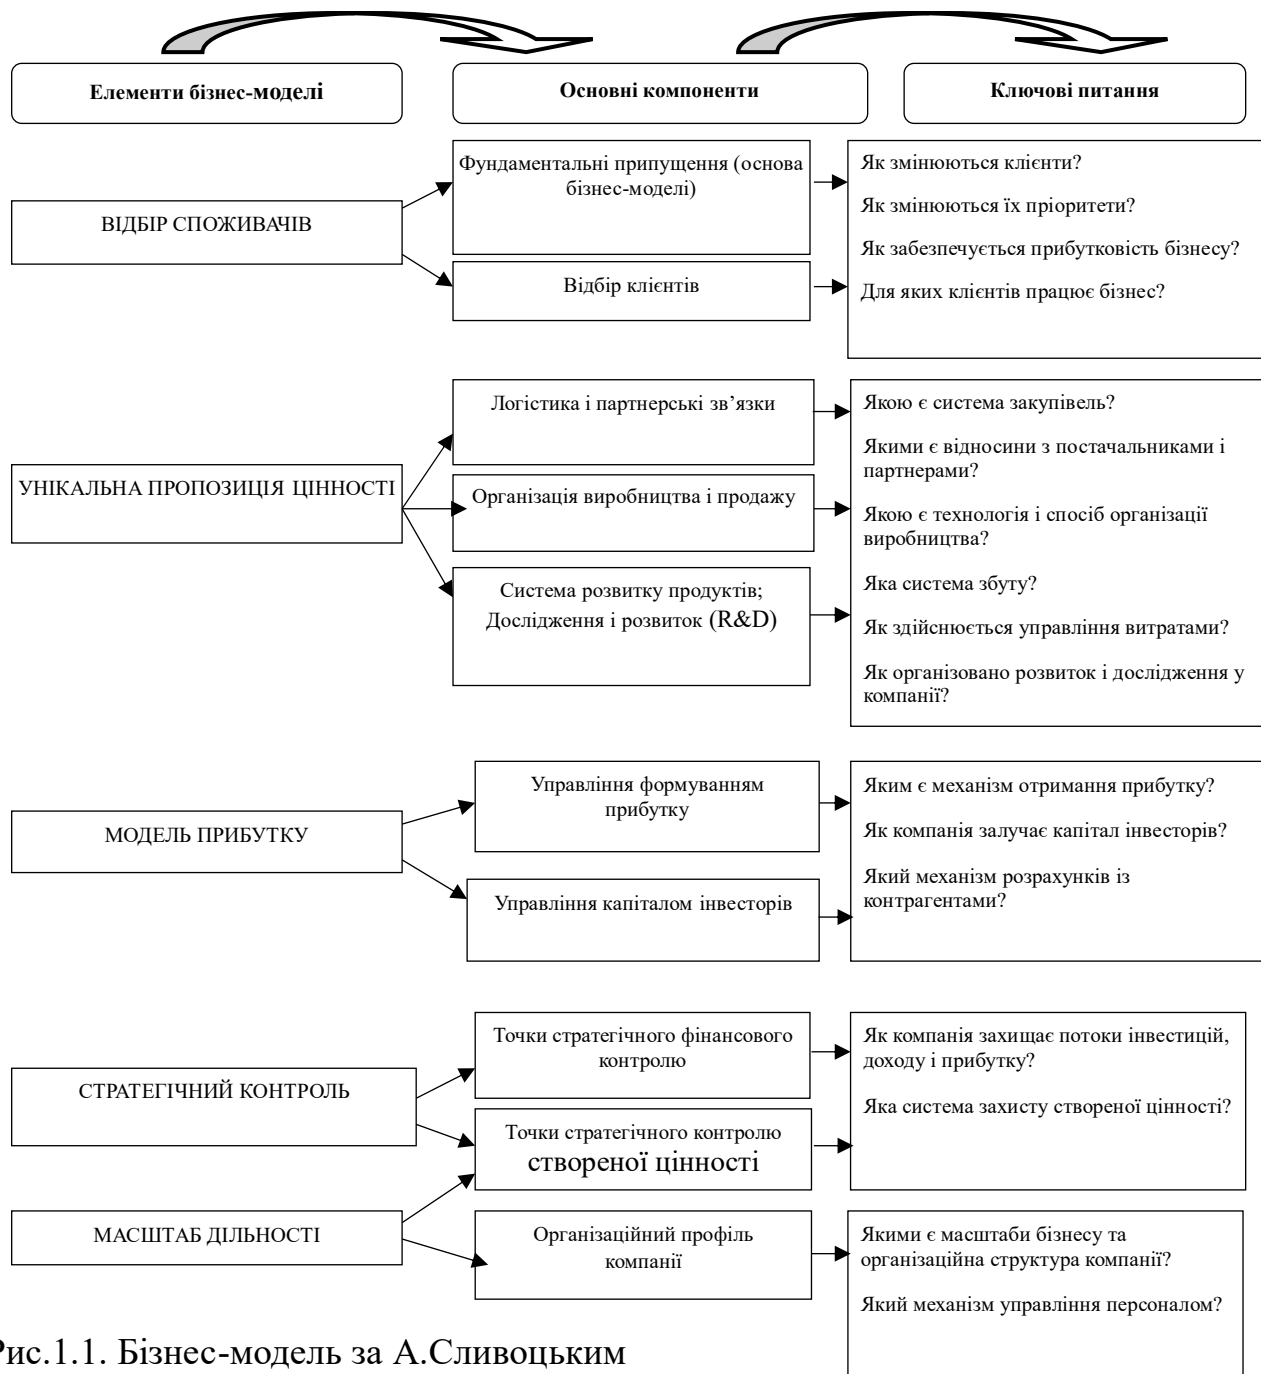 Елементи бізнес-моделі
Основні компоненти
Ключові питання
ВІДБІР СПОЖИВАЧІВ
Фундаментальні припущення (основа
бізнес-моделі)
Відбір клієнтів
Як змінюються клієнти?
Як змінюються їх пріоритети?
Як забезпечується прибутковість бізнесу?
Для яких клієнтів працює бізнес?
УНІКАЛЬНА ПРОПОЗИЦІЯ ЦІННОСТІ
Логістика і партнерські зв’язки
Організація виробництва і продажу
Система розвитку продуктів;
Дослідження і розвиток (R&D)
Якою є система закупівель?
Якими є відносини з постачальниками і
партнерами?
Якою є технологія і спосіб організації
виробництва?
Яка система збуту?
Як здійснюється управління витратами?
Як організовано розвиток і дослідження у
компанії?
МОДЕЛЬ ПРИБУТКУ
Управління формуванням
прибутку
Управління капіталом інвесторів
Яким є механізм отримання прибутку?
Як компанія залучає капітал інвесторів?
Який механізм розрахунків із
контрагентами?
СТРАТЕГІЧНИЙ КОНТРОЛЬ
Точки стратегічного фінансового
контролю
Точки стратегічного контролю
створеної цінності
Як компанія захищає потоки інвестицій,
доходу і прибутку?
Яка система захисту створеної цінності?
МАСШТАБ ДІЛЬНОСТІ
Організаційний профіль
компанії
Якими є масштаби бізнесу та
організаційна структура компанії?
Який механізм управління персоналом?
Рис.1.1. Бізнес-модель за А.Сливоцьким